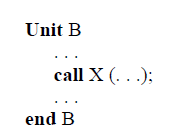 Unit B
. . .
call X (. . .);
. . .
end B